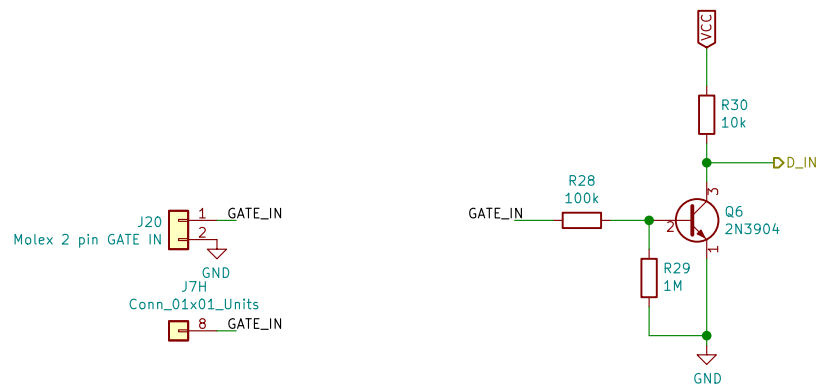 VCC
R30
10k
D_IN
R28
100k
GATE_IN
3
Q6
2N3904
2
1
R29
1M
GND
J20
Molex 2 pin GATE IN
1
GATE_IN
2
GND
J7H
Conn_01x01_Units
8
GATE_IN